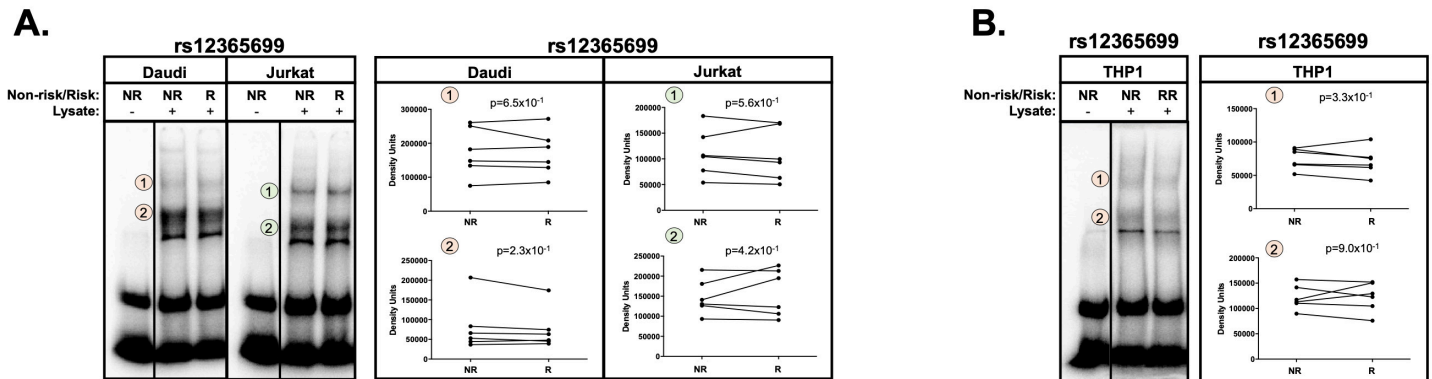 A.
rs12365699
Daudi Jurkat
Non-risk/Risk: NR NR R NR NR R
Lysate: - + + - + +
1
2
1
2
rs12365699
Daudi Jurkat
1 p=6.5x10-1
Density Units
300000
200000
100000
0
NR R
1 p=5.6x10-1
Density Units
200000
150000
100000
50000
0
NR R
2 p=2.3x10-1
Density Units
250000
200000
150000
100000
50000
0
NR R
2 p=4.2x10-1
Density Units
250000
200000
150000
100000
50000
0
NR R
B.
rs12365699
THP1
Non-risk/Risk: NR NR RR
Lysate: - + +
1
2
rs12365699
THP1
1 p=3.3x10-1
Density Units
150000
100000
50000
0
NR R
2 p=9.0x10-1
Density Units
200000
150000
100000
50000
0
NR R